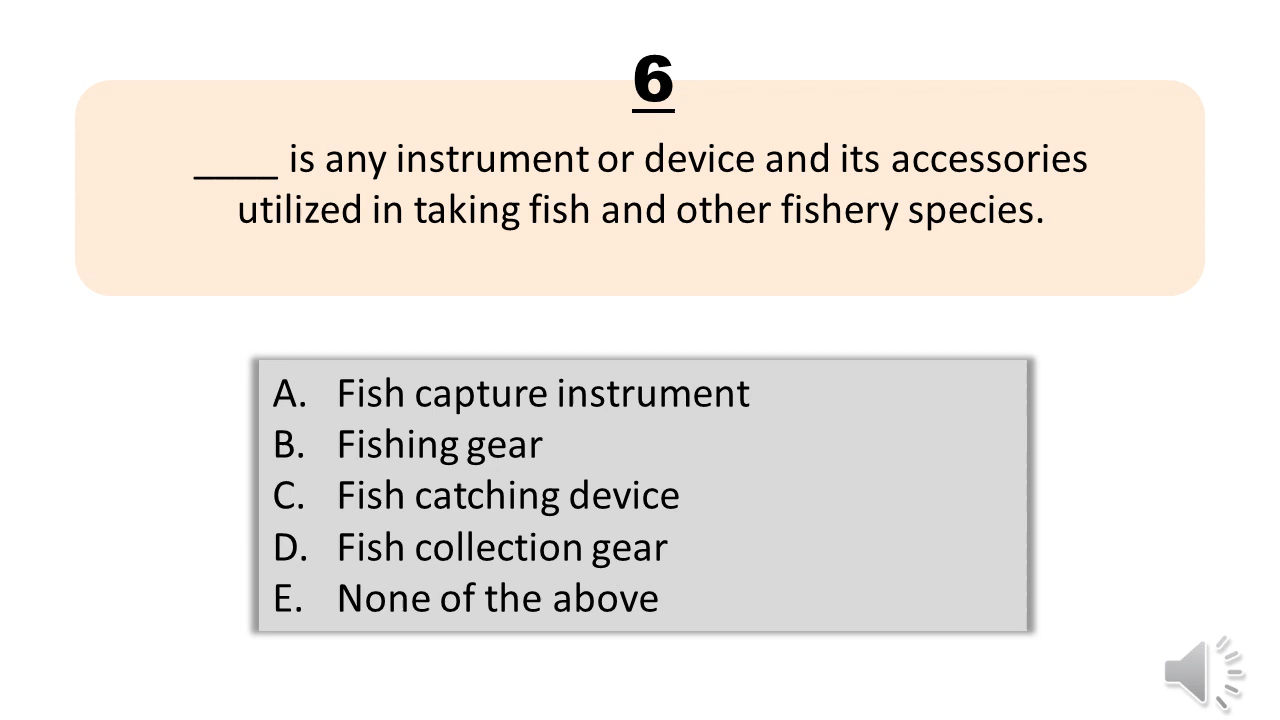 6
____ is any instrument or device and its accessories
utilized in taking fish and other fishery species.
A. Fish capture instrument
B. Fishing gear
C. Fish catching device
D. Fish collection gear
E. None of the above